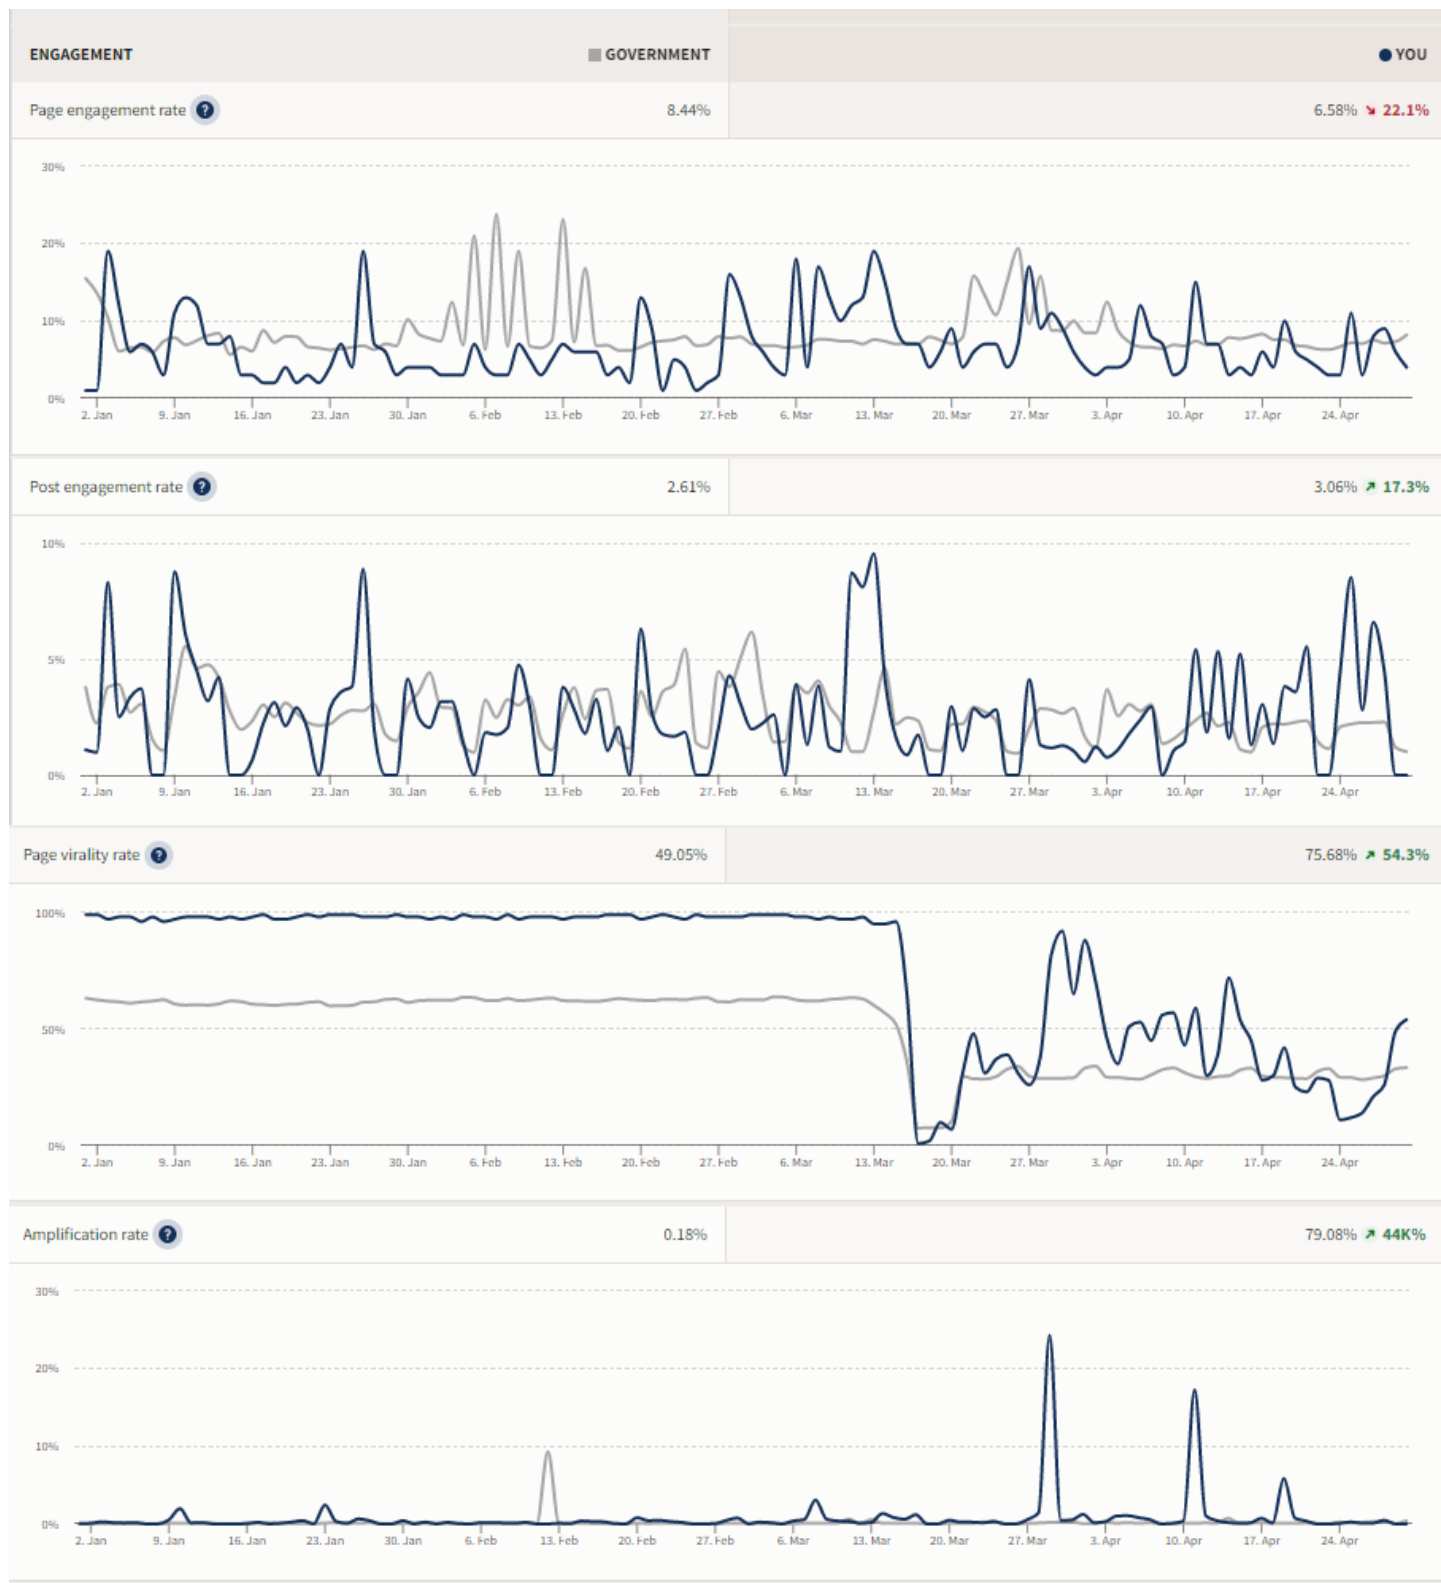 ENGAGEMENT GOVERNMENT YOU
Page engagement rate ? 8.44% 6.58% ↘ 22.1%
30%
20%
10%
0%
2. Jan 9. Jan 16. Jan 23. Jan 30. Jan 6. Feb 13. Feb 20. Feb 27. Feb 6. Mar 13. Mar 20. Mar 27. Mar 3. Apr 10. Apr 17. Apr 24. Apr
Post engagement rate ? 2.61% 3.06% ↗ 17.3%
10%
5%
0%
2. Jan 9. Jan 16. Jan 23. Jan 30. Jan 6. Feb 13. Feb 20. Feb 27. Feb 6. Mar 13. Mar 20. Mar 27. Mar 3. Apr 10. Apr 17. Apr 24. Apr
Page virality rate ? 49.05% 75.68% ↗ 54.3%
100%
50%
0%
2. Jan 9. Jan 16. Jan 23. Jan 30. Jan 6. Feb 13. Feb 20. Feb 27. Feb 6. Mar 13. Mar 20. Mar 27. Mar 3. Apr 10. Apr 17. Apr 24. Apr
Amplification rate ? 0.18% 79.08% ↗ 44K%
30%
20%
10%
0%
2. Jan 9. Jan 16. Jan 23. Jan 30. Jan 6. Feb 13. Feb 20. Feb 27. Feb 6. Mar 13. Mar 20. Mar 27. Mar 3. Apr 10. Apr 17. Apr 24. Apr